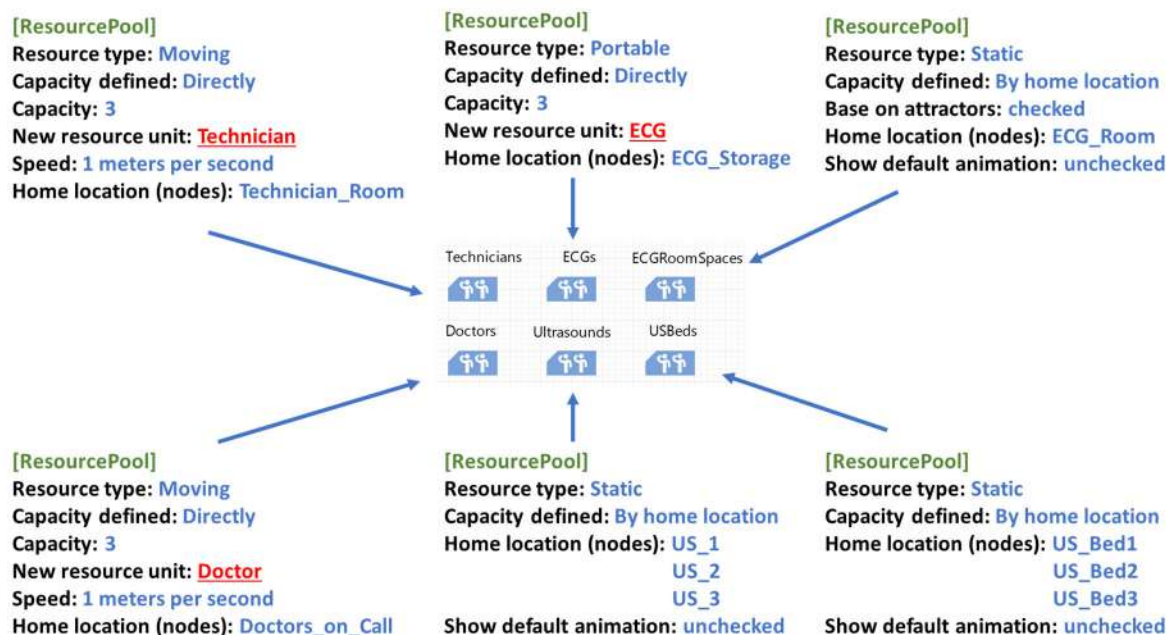 [ResourcePool]
Resource type: Moving
Capacity defined: Directly
Capacity: 3
New resource unit: Technician
Speed: 1 meters per second
Home location (nodes): Technician_Room
[ResourcePool]
Resource type: Portable
Capacity defined: Directly
Capacity: 3
New resource unit: ECG
Home location (nodes): ECG_Storage
[ResourcePool]
Resource type: Static
Capacity defined: By home location
Base on attractors: checked
Home location (nodes): ECG_Room
Show default animation: unchecked
Technicians ECGs ECGRoomSpaces
Doctors Ultrasounds USBeds
[ResourcePool]
Resource type: Moving
Capacity defined: Directly
Capacity: 3
New resource unit: Doctor
Speed: 1 meters per second
Home location (nodes): Doctors_on_Call
[ResourcePool]
Resource type: Static
Capacity defined: By home location
Home location (nodes): US_1
US_2
US_3
Show default animation: unchecked
[ResourcePool]
Resource type: Static
Capacity defined: By home location
Home location (nodes): US_Bed1
US_Bed2
US_Bed3
Show default animation: unchecked